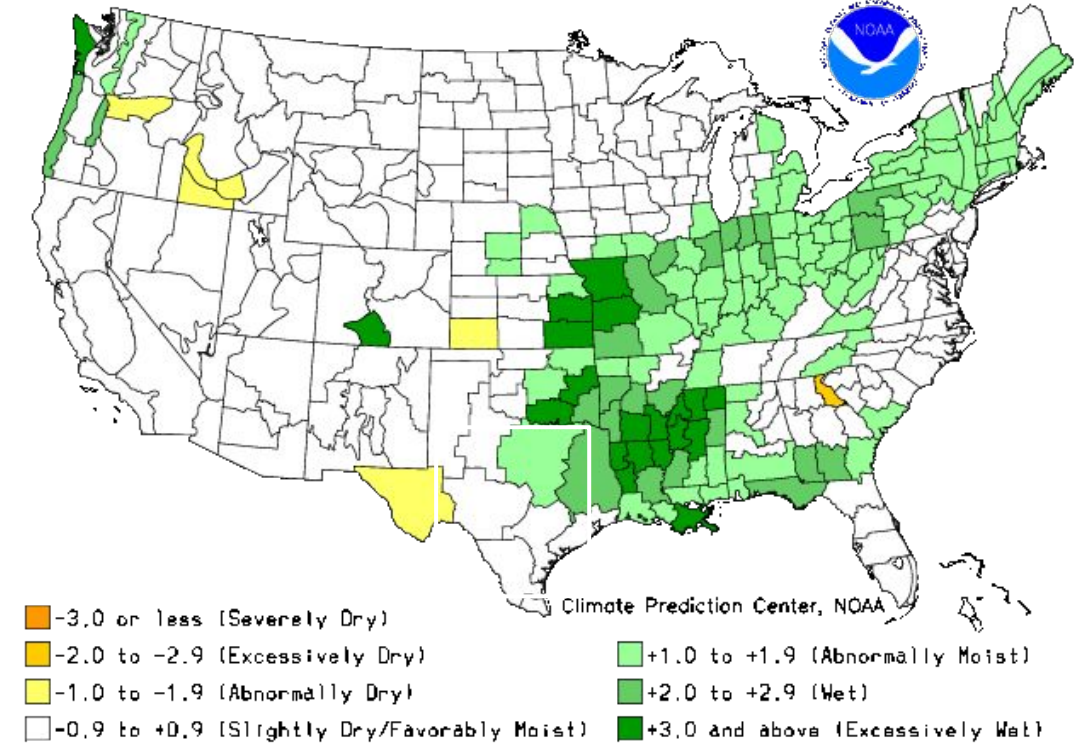 NOAA
Climate Prediction Center, NOAA
-3.0 or less (Severely Dry)
-2.0 to -2.9 (Excessively Dry)
-1.0 to -1.9 (Abnormally Dry)
-0.9 to +0.9 (Slightly Dry/Favorably Moist)
+1.0 to +1.9 (Abnormally Moist)
+2.0 to +2.9 (Wet)
+3.0 and above (Excessively Wet)